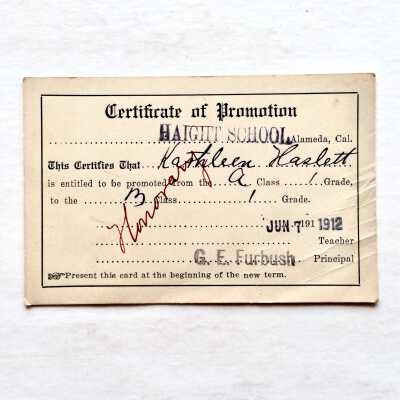 Certificate of Promotion
HAIGHT SCHOOL Alameda, Cal.
This Certifies That Kathleen Haslett
is entitled to be promoted from the A Class 1 Grade,
to the B Class 1 Grade.
Honorary
JUN 7 191 1912
Teacher
G. E. Furbush Principal
☞Present this card at the beginning of the new term.